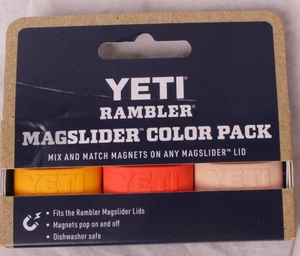 YETI
RAMBLER™
MAGSLIDER™ COLOR PACK
MIX AND MATCH MAGNETS ON ANY MAGSLIDER™ LID
YETI YETI YETI
• Fits the Rambler Magslider Lids
• Magnets pop on and off
• Dishwasher safe